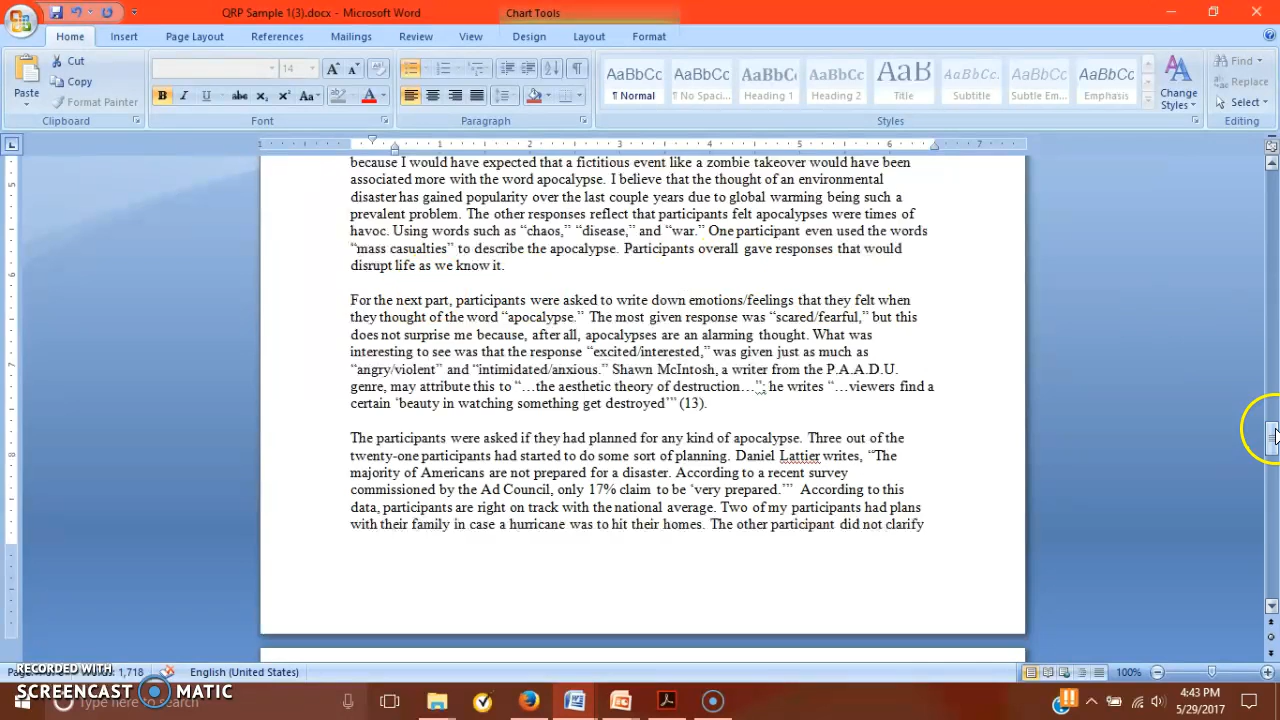 QRP Sample 1(3).docx - Microsoft Word
Chart Tools
Home Insert Page Layout References Mailings Review View Design Layout Format
Paste
Cut
Copy
Format Painter
Clipboard
14
Font
Paragraph
AaBbCc AaBbCc AaBbC AaBbCc AaB AaBbCc AaBbCc AaBbCc
¶ Normal ¶ No Spaci... Heading 1 Heading 2 Title Subtitle Subtle Em... Emphasis
Change Styles
Styles
Find
Replace
Select
Editing
1 1 2 3 4 5 6 7
because I would have expected that a fictitious event like a zombie takeover would have been
associated more with the word apocalypse. I believe that the thought of an environmental
disaster has gained popularity over the last couple years due to global warming being such a
prevalent problem. The other responses reflect that participants felt apocalypses were times of
havoc. Using words such as “chaos,” “disease,” and “war.” One participant even used the words
“mass casualties” to describe the apocalypse. Participants overall gave responses that would
disrupt life as we know it.
For the next part, participants were asked to write down emotions/feelings that they felt when
they thought of the word “apocalypse.” The most given response was “scared/fearful,” but this
does not surprise me because, after all, apocalypses are an alarming thought. What was
interesting to see was that the response “excited/interested,” was given just as much as
“angry/violent” and “intimidated/anxious.” Shawn McIntosh, a writer from the P.A.A.D.U.
genre, may attribute this to “…the aesthetic theory of destruction…”; he writes “…viewers find a
certain ‘beauty in watching something get destroyed’” (13).
The participants were asked if they had planned for any kind of apocalypse. Three out of the
twenty-one participants had started to do some sort of planning. Daniel Lattier writes, “The
majority of Americans are not prepared for a disaster. According to a recent survey
commissioned by the Ad Council, only 17% claim to be ‘very prepared.’” According to this
data, participants are right on track with the national average. Two of my participants had plans
with their family in case a hurricane was to hit their homes. The other participant did not clarify
RECORDED WITH
SCREENCAST MATIC
1,718
English (United States)
100%
4:43 PM
5/29/2017